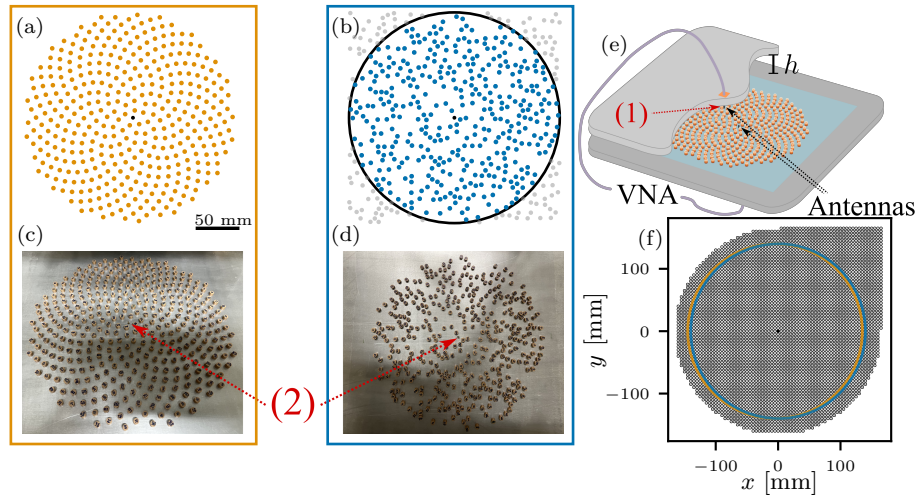 (a)
50 mm
(b)
(c)
(d)
(2)
(e)
h
(1)
VNA
Antennas
(f)
y [mm]
100
0
−100
−100
0
100
x [mm]